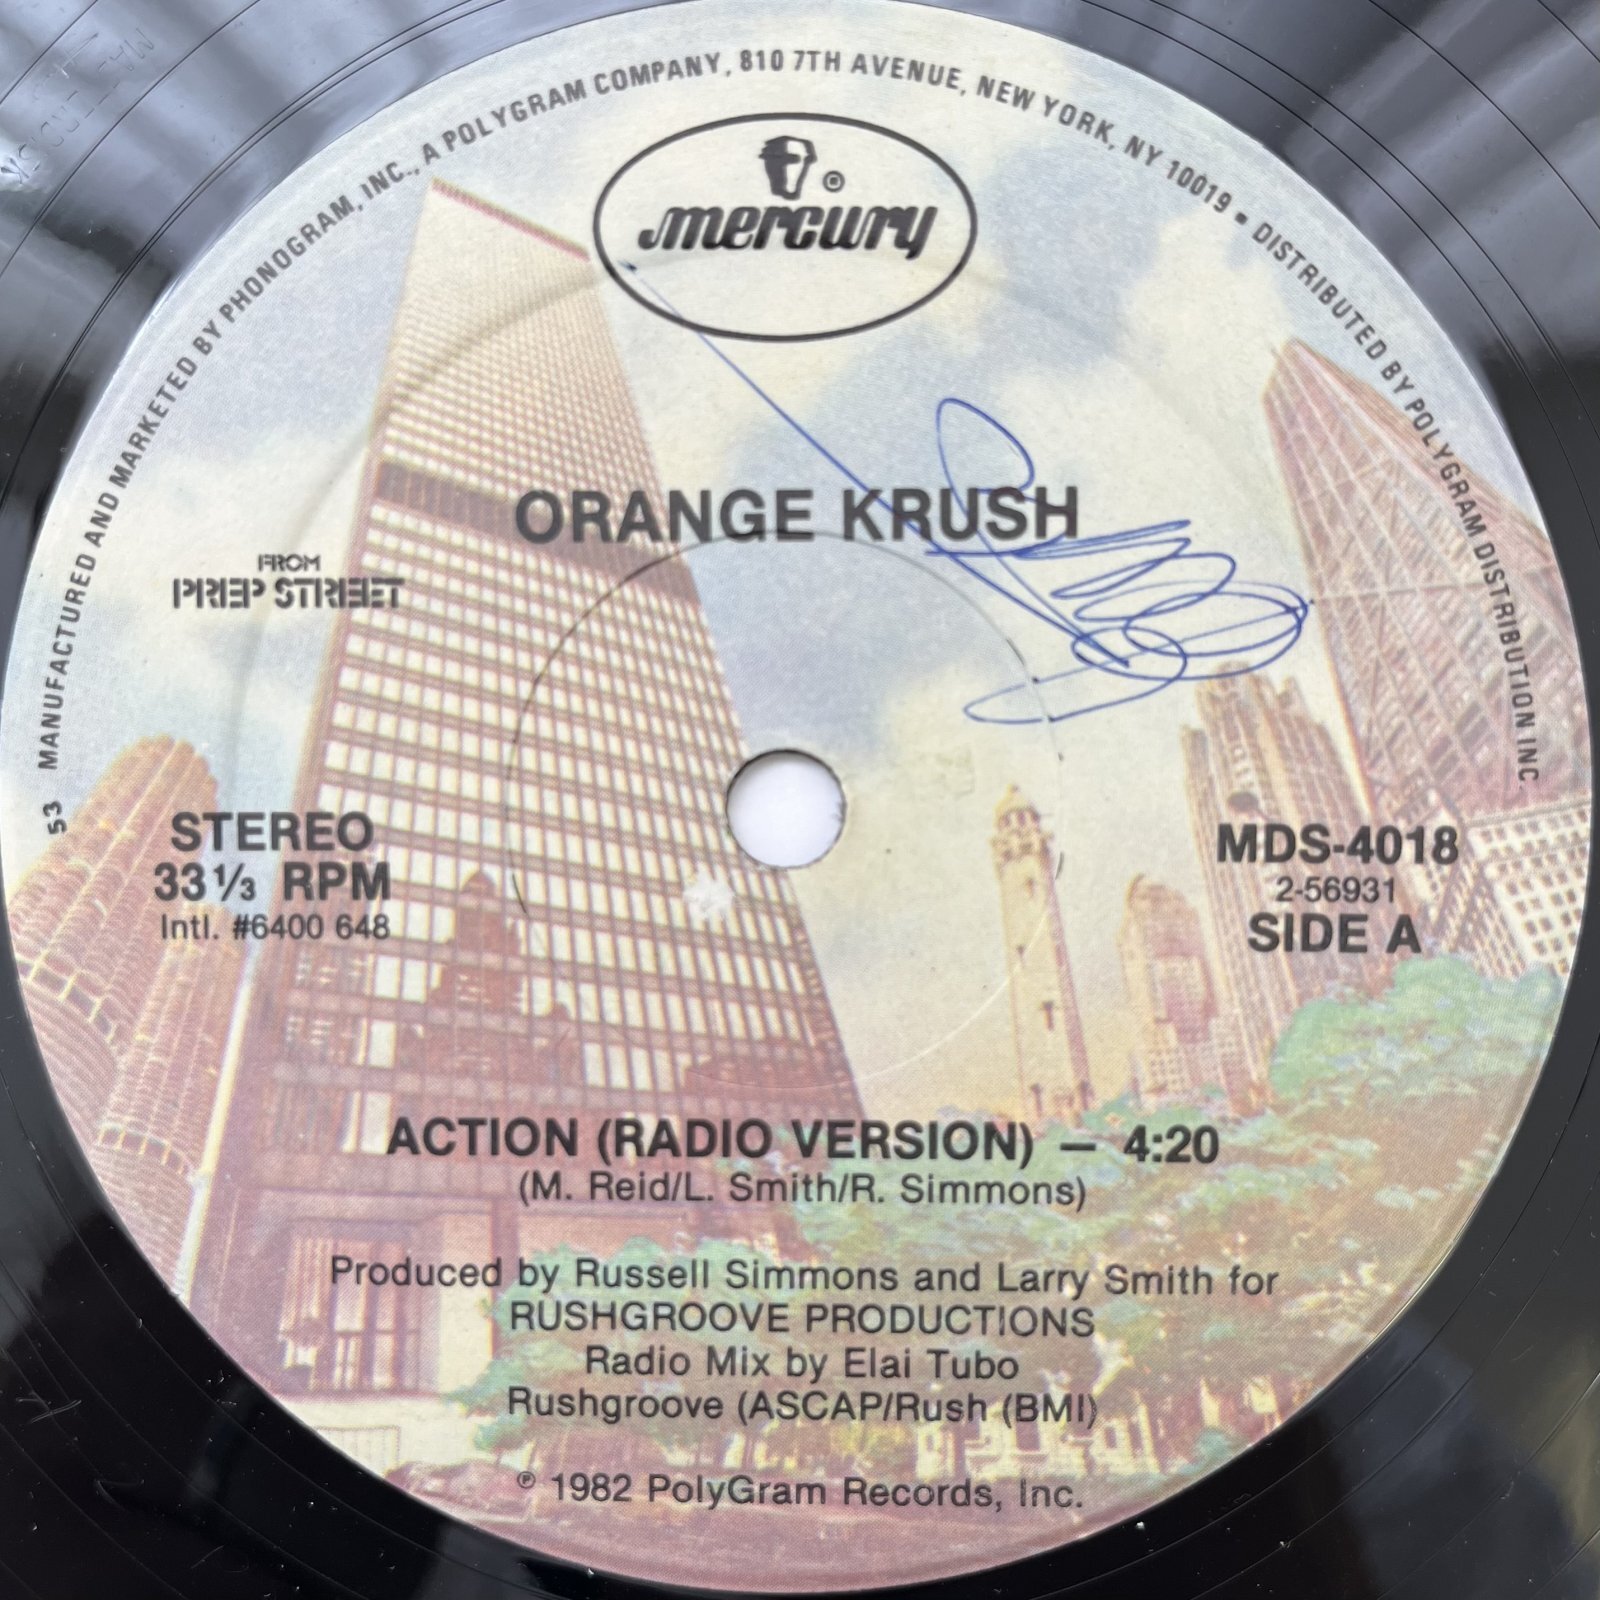 MANUFACTURED AND MARKETED BY PHONOGRAM, INC., A POLYGRAM COMPANY, 810 7TH AVENUE, NEW YORK, NY 10019 ▪ DISTRIBUTED BY POLYGRAM DISTRIBUTION INC.
53
mercury ®
ORANGE KRUSH
FROM
PREP STREET
STEREO
33 1/3 RPM
Intl. #6400 648
MDS-4018
2-56931
SIDE A
ACTION (RADIO VERSION) — 4:20
(M. Reid/L. Smith/R. Simmons)
Produced by Russell Simmons and Larry Smith for
RUSHGROOVE PRODUCTIONS
Radio Mix by Elai Tubo
Rushgroove (ASCAP/Rush (BMI)
℗ 1982 PolyGram Records, Inc.